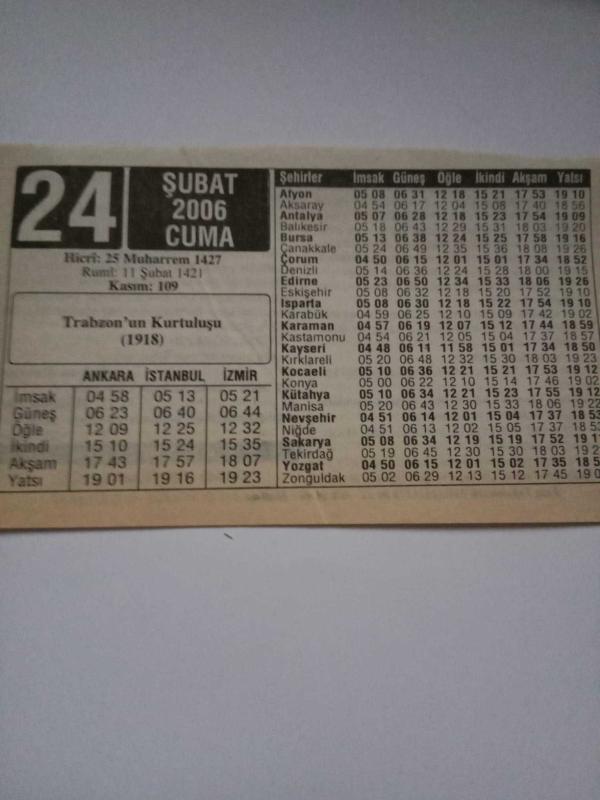 24
ŞUBAT
2006
CUMA
Hicrî: 25 Muharrem 1427
Rumî: 11 Şubat 1421
Kasım: 109
Trabzon'un Kurtuluşu
(1918)
ANKARA İSTANBUL İZMİR
İmsak 04 58 05 13 05 21
Güneş 06 23 06 40 06 44
Öğle 12 09 12 25 12 32
İkindi 15 10 15 24 15 35
Akşam 17 43 17 57 18 07
Yatsı 19 01 19 16 19 23
Şehirler İmsak Güneş Öğle İkindi Akşam Yatsı
Afyon 05 08 06 31 12 18 15 21 17 53 19 10
Aksaray 04 54 06 17 12 04 15 08 17 40 18 56
Antalya 05 07 06 28 12 18 15 23 17 54 19 09
Balıkesir 05 18 06 43 12 29 15 31 18 03 19 20
Bursa 05 13 06 38 12 24 15 25 17 58 19 16
Çanakkale 05 24 06 49 12 35 15 36 18 08 19 26
Çorum 04 50 06 15 12 01 15 01 17 34 18 52
Denizli 05 14 06 36 12 24 15 28 18 00 19 15
Edirne 05 23 06 50 12 34 15 33 18 06 19 26
Eskişehir 05 08 06 32 12 18 15 20 17 52 19 10
Isparta 05 08 06 30 12 18 15 22 17 54 19 10
Karabük 04 59 06 25 12 10 15 09 17 42 19 02
Karaman 04 57 06 19 12 07 15 12 17 44 18 59
Kastamonu 04 54 06 21 12 05 15 04 17 37 18 57
Kayseri 04 48 06 11 11 58 15 01 17 34 18 50
Kırklareli 05 20 06 48 12 32 15 30 18 03 19 23
Kocaeli 05 10 06 36 12 21 15 21 17 53 19 12
Konya 05 00 06 22 12 10 15 14 17 46 19 02
Kütahya 05 10 06 34 12 21 15 23 17 55 19 12
Manisa 05 20 06 43 12 30 15 33 18 06 19 22
Nevşehir 04 51 06 14 12 01 15 04 17 37 18 53
Niğde 04 51 06 13 12 02 15 05 17 37 18 53
Sakarya 05 08 06 34 12 19 15 19 17 52 19 11
Tekirdağ 05 19 06 45 12 30 15 30 18 03 19
Yozgat 04 50 06 15 12 01 15 02 17 35 18
Zonguldak 05 02 06 29 12 13 15 12 17 45 19